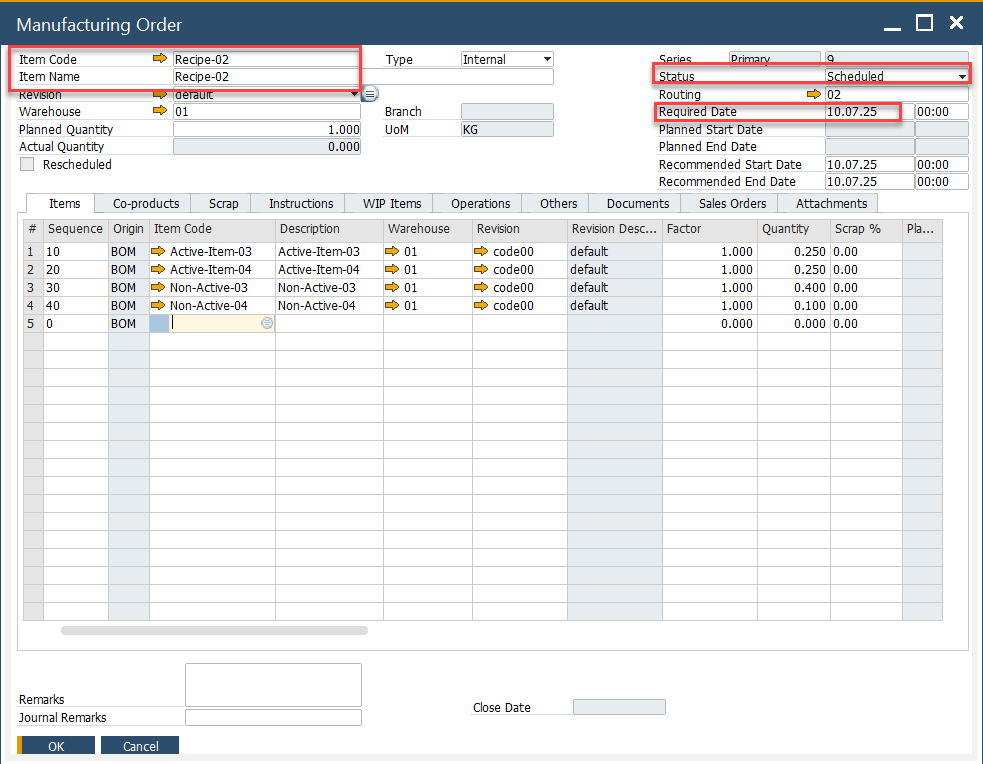 Manufacturing Order
Item Code Recipe-02 Type Internal Series Primary 9
Item Name Recipe-02 Status Scheduled
Revision default Routing 02
Warehouse 01 Branch Required Date 10.07.25 00:00
Planned Quantity 1.000 UoM KG Planned Start Date
Actual Quantity 0.000 Planned End Date
Rescheduled Recommended Start Date 10.07.25 00:00
Recommended End Date 10.07.25 00:00
Items Co-products Scrap Instructions WIP Items Operations Others Documents Sales Orders Attachments
# Sequence Origin Item Code Description Warehouse Revision Revision Desc... Factor Quantity Scrap % Pla...
1 10 BOM Active-Item-03 Active-Item-03 01 code00 default 1.000 0.250 0.00
2 20 BOM Active-Item-04 Active-Item-04 01 code00 default 1.000 0.250 0.00
3 30 BOM Non-Active-03 Non-Active-03 01 code00 default 1.000 0.400 0.00
4 40 BOM Non-Active-04 Non-Active-04 01 code00 default 1.000 0.100 0.00
5 0 BOM 0.000 0.000 0.00
Remarks
Journal Remarks
Close Date
OK Cancel